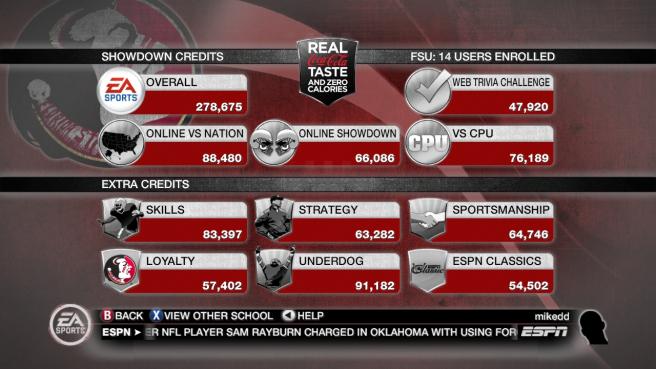 SHOWDOWN CREDITS
FSU: 14 USERS ENROLLED
REAL
Coca-Cola
TASTE
AND ZERO
CALORIES
EA
SPORTS
OVERALL
278,675
WEB TRIVIA CHALLENGE
47,920
ONLINE VS NATION
88,480
ONLINE SHOWDOWN
66,086
CPU
VS CPU
76,189
EXTRA CREDITS
SKILLS
83,397
STRATEGY
63,282
SPORTSMANSHIP
64,746
LOYALTY
57,402
UNDERDOG
91,182
ESPN
Classic
ESPN CLASSICS
54,502
EA
SPORTS
B BACK X VIEW OTHER SCHOOL HELP
mikedd
ESPN ➤ ER NFL PLAYER SAM RAYBURN CHARGED IN OKLAHOMA WITH USING FOR
ESPN